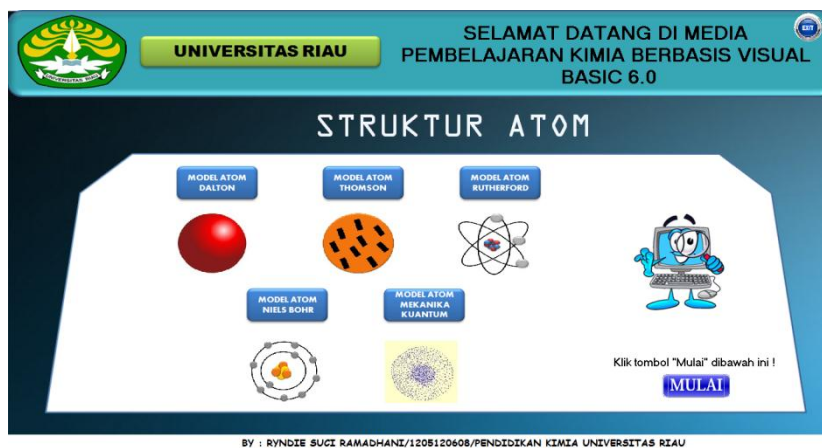 UNIVERSITAS RIAU
UNIVERSITAS RIAU
SELAMAT DATANG DI MEDIA
PEMBELAJARAN KIMIA BERBASIS VISUAL
BASIC 6.0
EXIT
STRUKTUR ATOM
MODEL ATOM
DALTON
MODEL ATOM
THOMSON
MODEL ATOM
RUTHERFORD
MODEL ATOM
NIELS BOHR
MODEL ATOM
MEKANIKA
KUANTUM
Klik tombol "Mulai" dibawah ini !
MULAI
BY : RYNDIE SUCI RAMADHANI/1205120608/PENDIDIKAN KIMIA UNIVERSITAS RIAU